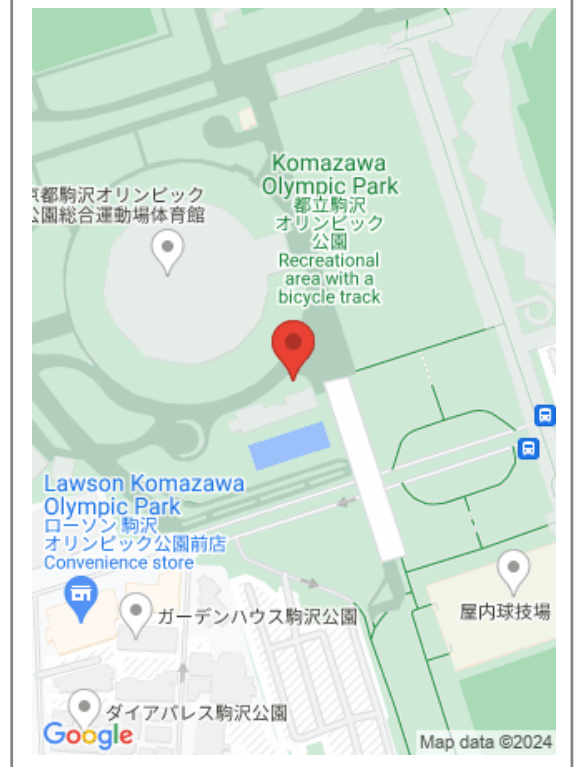 Komazawa
Olympic Park
都立駒沢
オリンピック
公園
Recreational
area with a
bicycle track
京都駒沢オリンピック
公園総合運動場体育館
Lawson Komazawa
Olympic Park
ローソン 駒沢
オリンピック公園前店
Convenience store
ガーデンハウス駒沢公園
屋内球技場
ダイアパレス駒沢公園
Google
Map data ©2024